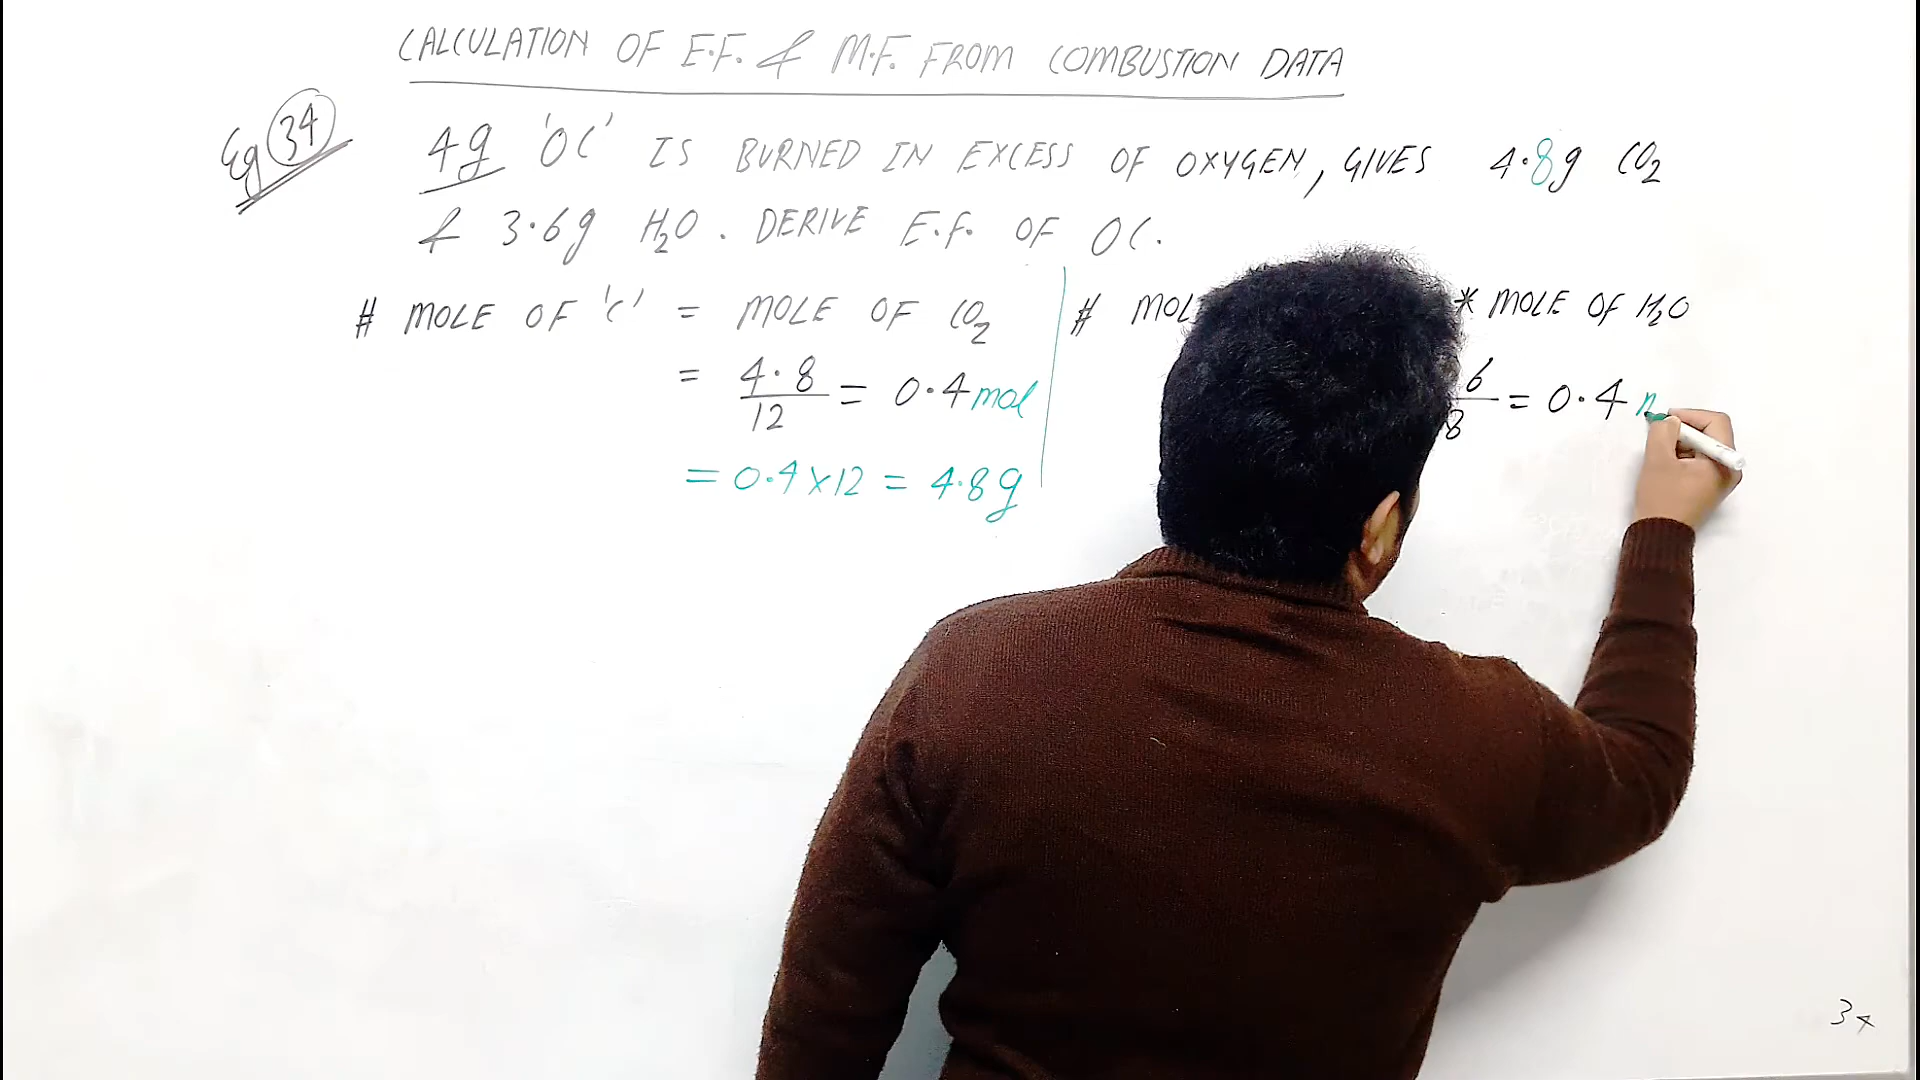 CALCULATION OF E.F. & M.F. FROM COMBUSTION DATA
Eg 34
4g 'OC' IS BURNED IN EXCESS OF OXYGEN, GIVES 4.8g CO2
& 3.6g H2O. DERIVE E.F. OF OC.
# MOLE OF 'C' = MOLE OF CO2
= 4.8/12 = 0.4 mol
= 0.4 x 12 = 4.8g
# MOL * MOLE OF H2O
6/8 = 0.4